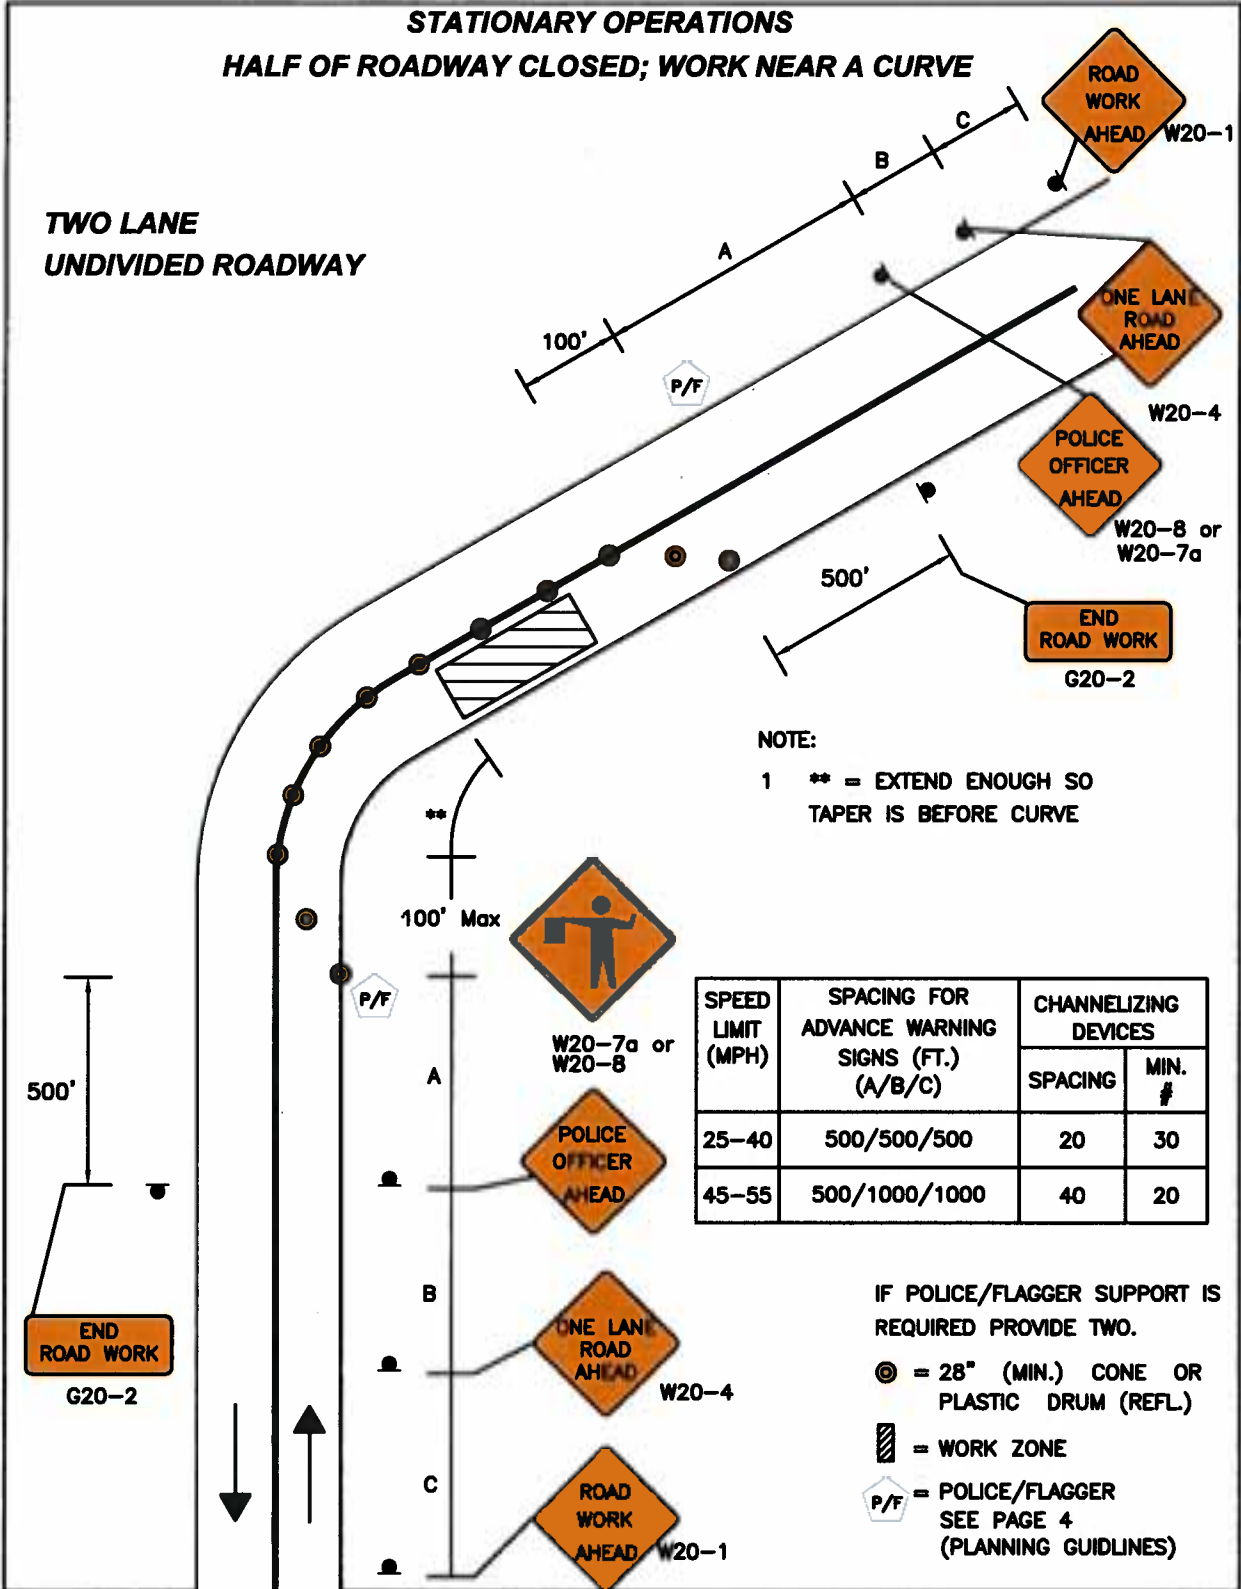 STATIONARY OPERATIONS
HALF OF ROADWAY CLOSED; WORK NEAR A CURVE
TWO LANE
UNDIVIDED ROADWAY
ROAD
WORK
AHEAD
W20-1
C
B
A
100'
P/F
ONE LANE
ROAD
AHEAD
W20-4
POLICE
OFFICER
AHEAD
W20-8 or
W20-7a
500'
END
ROAD WORK
G20-2
NOTE:
1 ** = EXTEND ENOUGH SO
TAPER IS BEFORE CURVE
**
100' Max
P/F
W20-7a or
W20-8
A
500'
POLICE
OFFICER
AHEAD
B
ONE LANE
ROAD
AHEAD
W20-4
END
ROAD WORK
G20-2
C
ROAD
WORK
AHEAD
W20-1
SPEED
LIMIT
(MPH)
SPACING FOR
ADVANCE WARNING
SIGNS (FT.)
(A/B/C)
CHANNELIZING
DEVICES
SPACING
MIN.
#
25-40 500/500/500 20 30
45-55 500/1000/1000 40 20
IF POLICE/FLAGGER SUPPORT IS
REQUIRED PROVIDE TWO.
= 28" (MIN.) CONE OR
PLASTIC DRUM (REFL.)
= WORK ZONE
P/F = POLICE/FLAGGER
SEE PAGE 4
(PLANNING GUIDLINES)